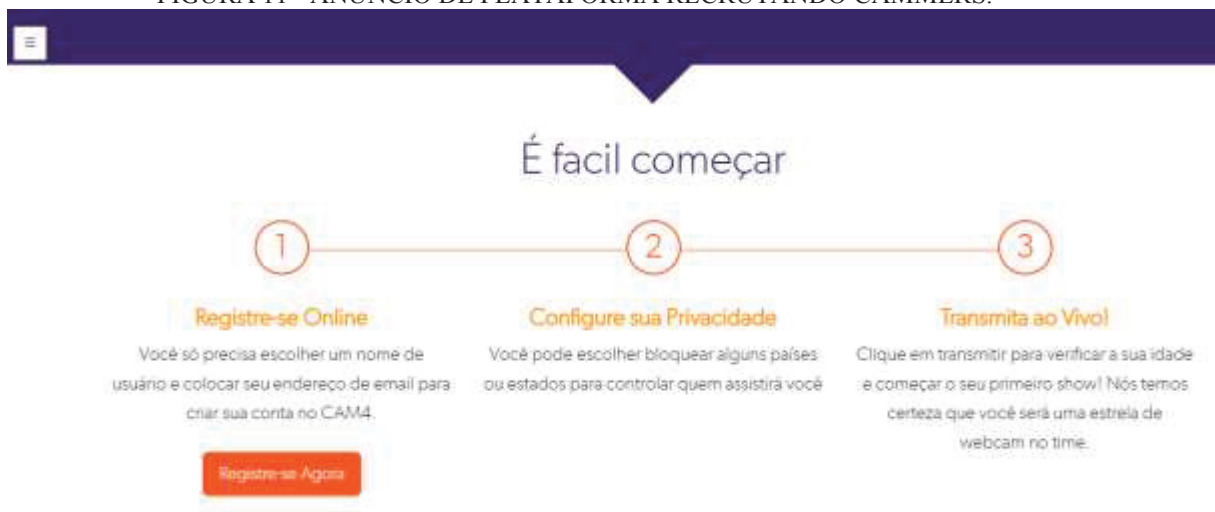 ☰
É facil começar
1
2
3
Registre-se Online
Você só precisa escolher um nome de
usuário e colocar seu endereço de email para
criar sua conta no CAM4.
Registre-se Agora
Configure sua Privacidade
Você pode escolher bloquear alguns países
ou estados para controlar quem assistirá você
Transmita ao Vivo!
Clique em transmitir para verificar a sua idade
e começar o seu primeiro show! Nós temos
certeza que você será uma estrela de
webcam no time.